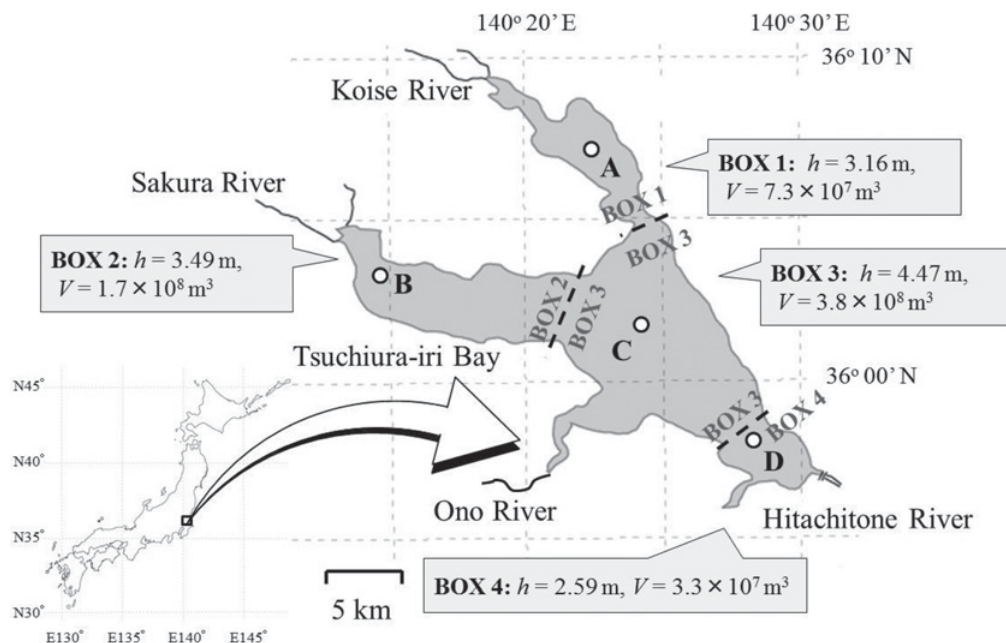 140° 20’ E
140° 30’ E
36° 10’ N
Koise River
A
BOX 1: h = 3.16 m,
V = 7.3 × 10⁷ m³
Sakura River
BOX 1
BOX 3
BOX 2: h = 3.49 m,
V = 1.7 × 10⁸ m³
B
BOX 2
BOX 3
BOX 3: h = 4.47 m,
V = 3.8 × 10⁸ m³
C
Tsuchiura-iri Bay
36° 00’ N
BOX 3
BOX 4
D
Ono River
Hitachitone River
BOX 4: h = 2.59 m, V = 3.3 × 10⁷ m³
5 km
N45°
N40°
N35°
N30°
E130°
E135°
E140°
E145°